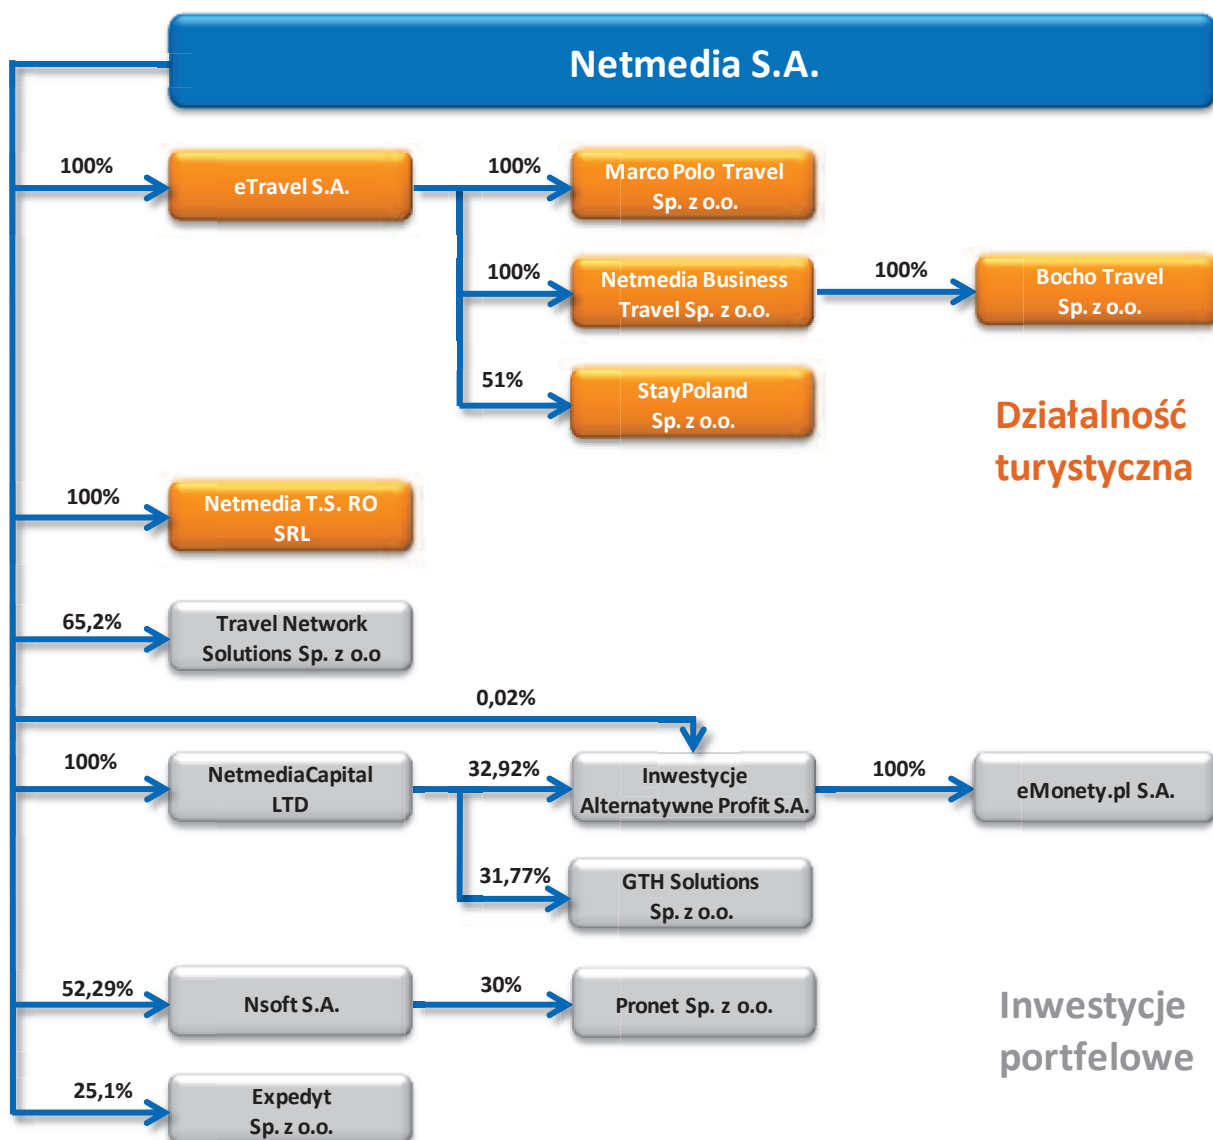 Netmedia S.A.
100%
eTravel S.A.
100%
Marco Polo Travel
Sp. z o.o.
100%
Netmedia Business
Travel Sp. z o.o.
100%
Bocho Travel
Sp. z o.o.
51%
StayPoland
Sp. z o.o.
Działalność
turystyczna
100%
Netmedia T.S. RO
SRL
65,2%
Travel Network
Solutions Sp. z o.o
0,02%
100%
NetmediaCapital
LTD
32,92%
Inwestycje
Alternatywne Profit S.A.
100%
eMonety.pl S.A.
31,77%
GTH Solutions
Sp. z o.o.
52,29%
Nsoft S.A.
30%
Pronet Sp. z o.o.
Inwestycje
portfelowe
25,1%
Expedyt
Sp. z o.o.